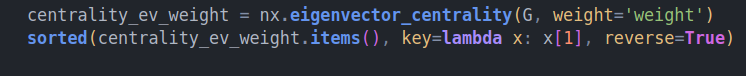 centrality_ev_weight = nx.eigenvector_centrality(G, weight='weight')
sorted(centrality_ev_weight.items(), key=lambda x: x[1], reverse=True)